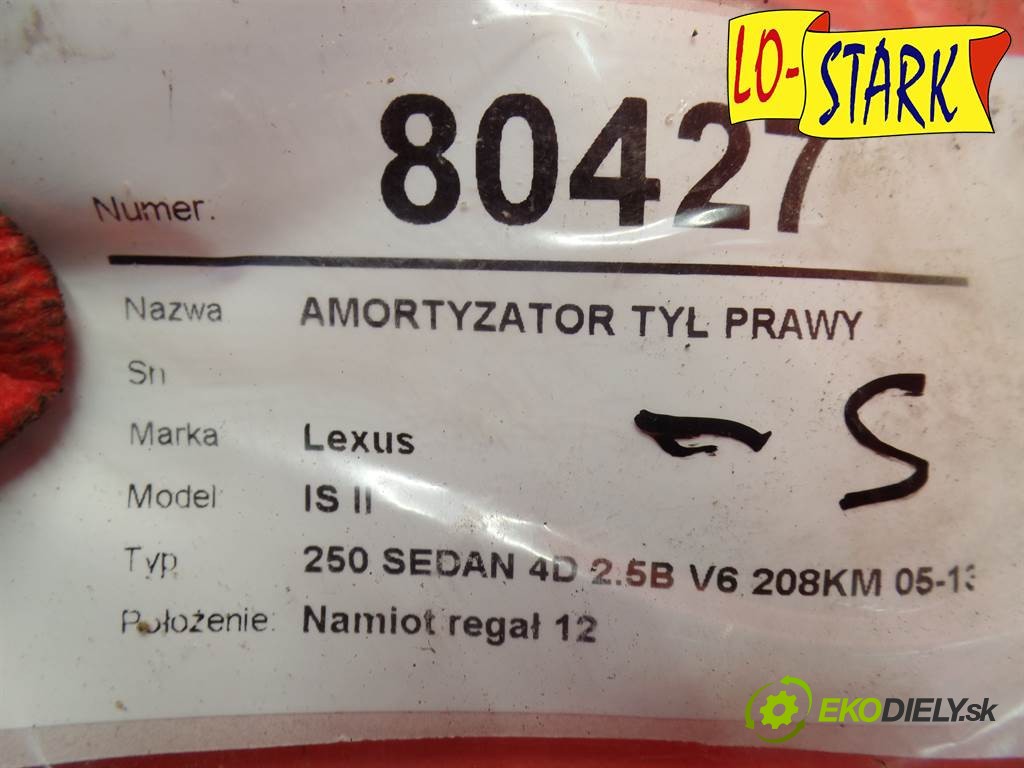 LO-STARK
Numer: 80427
Nazwa AMORTYZATOR TYŁ PRAWY
Sn
Marka Lexus
Model IS II
Typ 250 SEDAN 4D 2.5B V6 208KM 05-13
Położenie: Namiot regał 12
- S
EKODIELY.sk